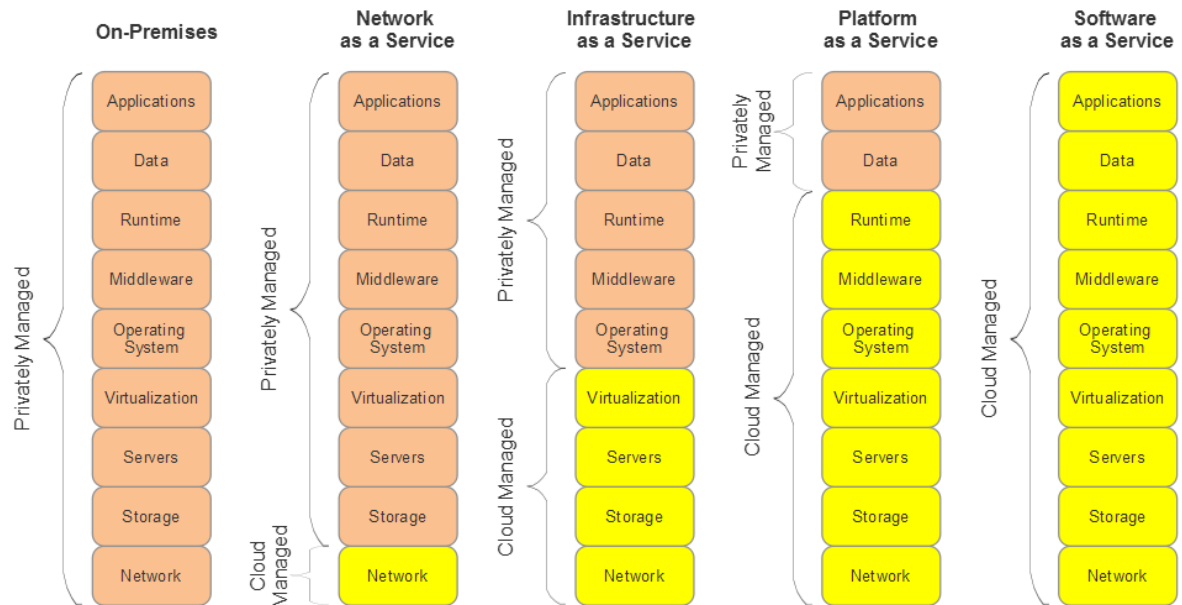 On-Premises
Privately Managed
Applications
Data
Runtime
Middleware
Operating
System
Virtualization
Servers
Storage
Network
Network
as a Service
Privately Managed
Cloud
Managed
Applications
Data
Runtime
Middleware
Operating
System
Virtualization
Servers
Storage
Network
Infrastructure
as a Service
Privately Managed
Cloud Managed
Applications
Data
Runtime
Middleware
Operating
System
Virtualization
Servers
Storage
Network
Platform
as a Service
Privately
Managed
Cloud Managed
Applications
Data
Runtime
Middleware
Operating
System
Virtualization
Servers
Storage
Network
Software
as a Service
Cloud Managed
Applications
Data
Runtime
Middleware
Operating
System
Virtualization
Servers
Storage
Network